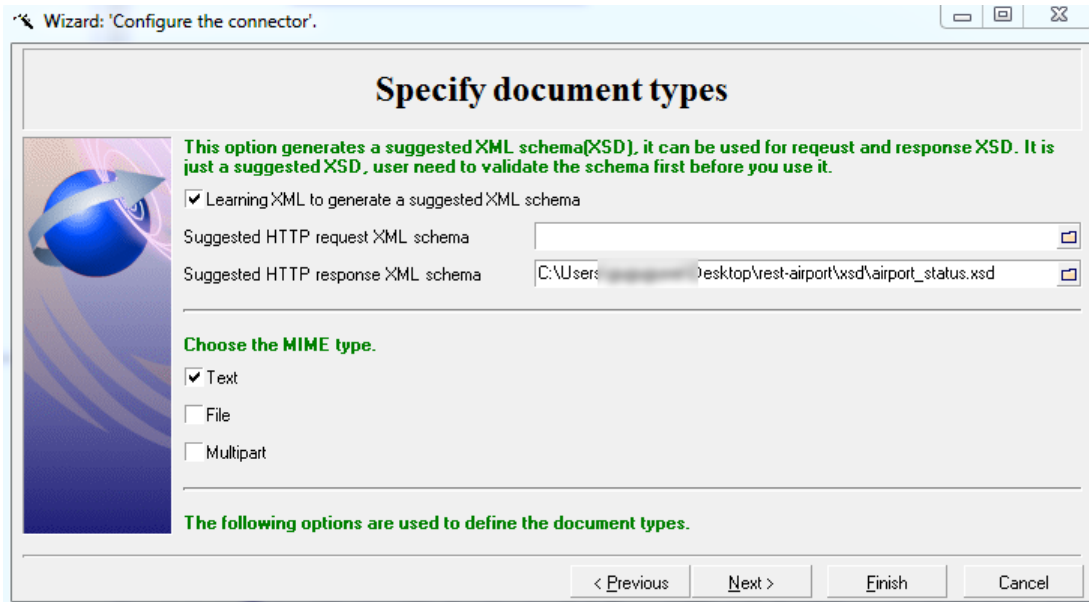 Wizard: 'Configure the connector'.
Specify document types
This option generates a suggested XML schema(XSD), it can be used for reqeust and response XSD. It is
just a suggested XSD, user need to validate the schema first before you use it.
Learning XML to generate a suggested XML schema
Suggested HTTP request XML schema
Suggested HTTP response XML schema C:\Users Desktop\rest-airport\xsd\airport_status.xsd
Choose the MIME type.
Text
File
Multipart
The following options are used to define the document types.
< Previous Next > Finish Cancel